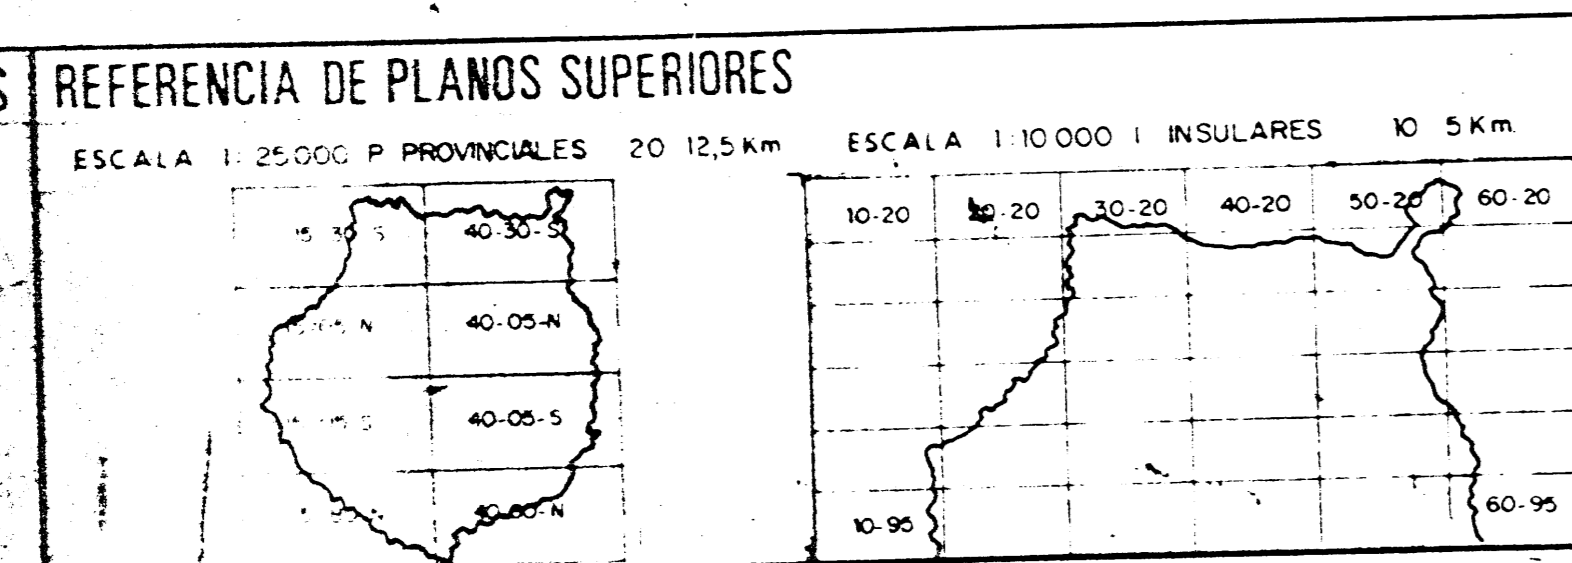 S
REFERENCIA DE PLANOS SUPERIORES
ESCALA 1:25000 P PROVINCIALES 20 12,5 Km
ESCALA 1:10000 I INSULARES 10 5 Km.
40-30-S
40-05-N
40-05-S
10-20
-20
30-20
40-20
50-20
60-20
10-95
60-95